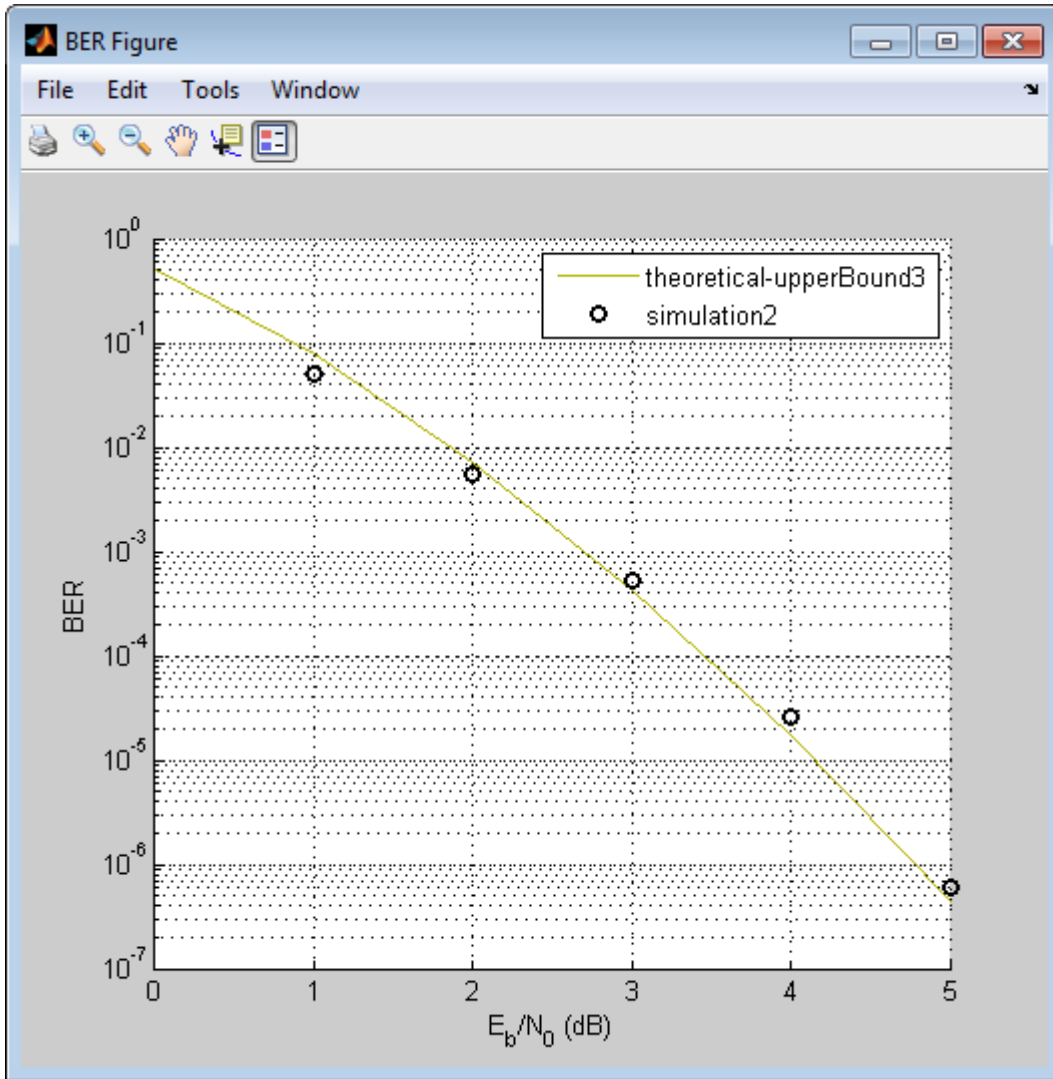 BER Figure
File Edit Tools Window
theoretical-upperBound3
simulation2
10^0
10^-1
10^-2
10^-3
10^-4
10^-5
10^-6
10^-7
BER
0 1 2 3 4 5
E_b/N_0 (dB)